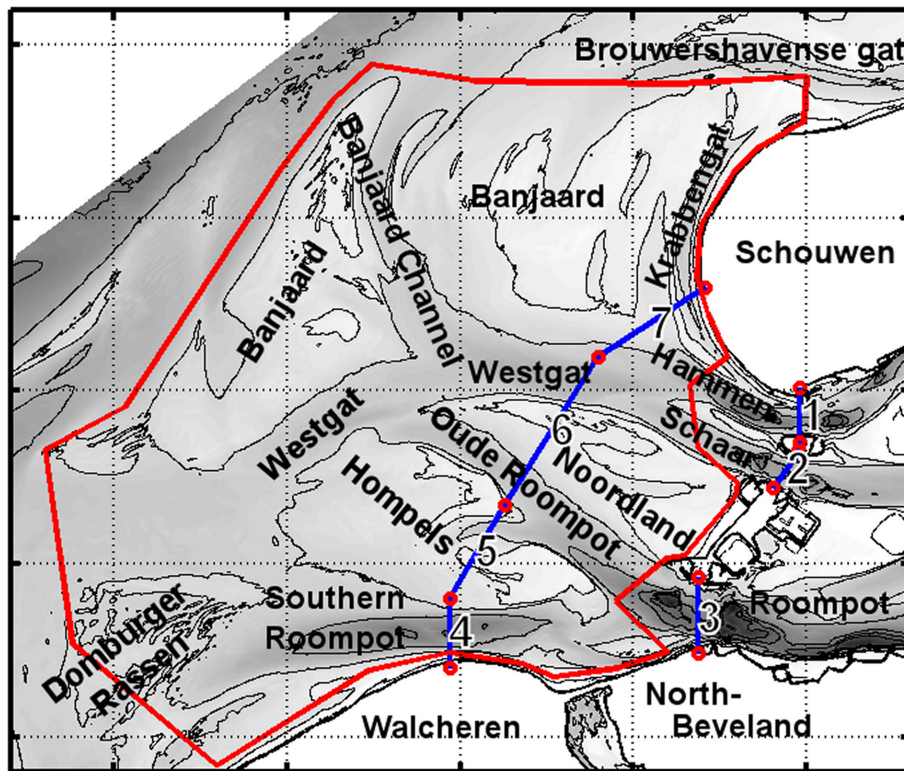 Brouwershavense gat
Banjaard Channel
Banjaard
Krabbengat
Schouwen
Banjaard
7
Westgat
Hammen
1
Westgat
Oude Roompot
6
Schaar
2
Noordland
Hompels
5
Southern
Roompot
4
Roompot
3
Domburger
Rassen
North-
Beveland
Walcheren